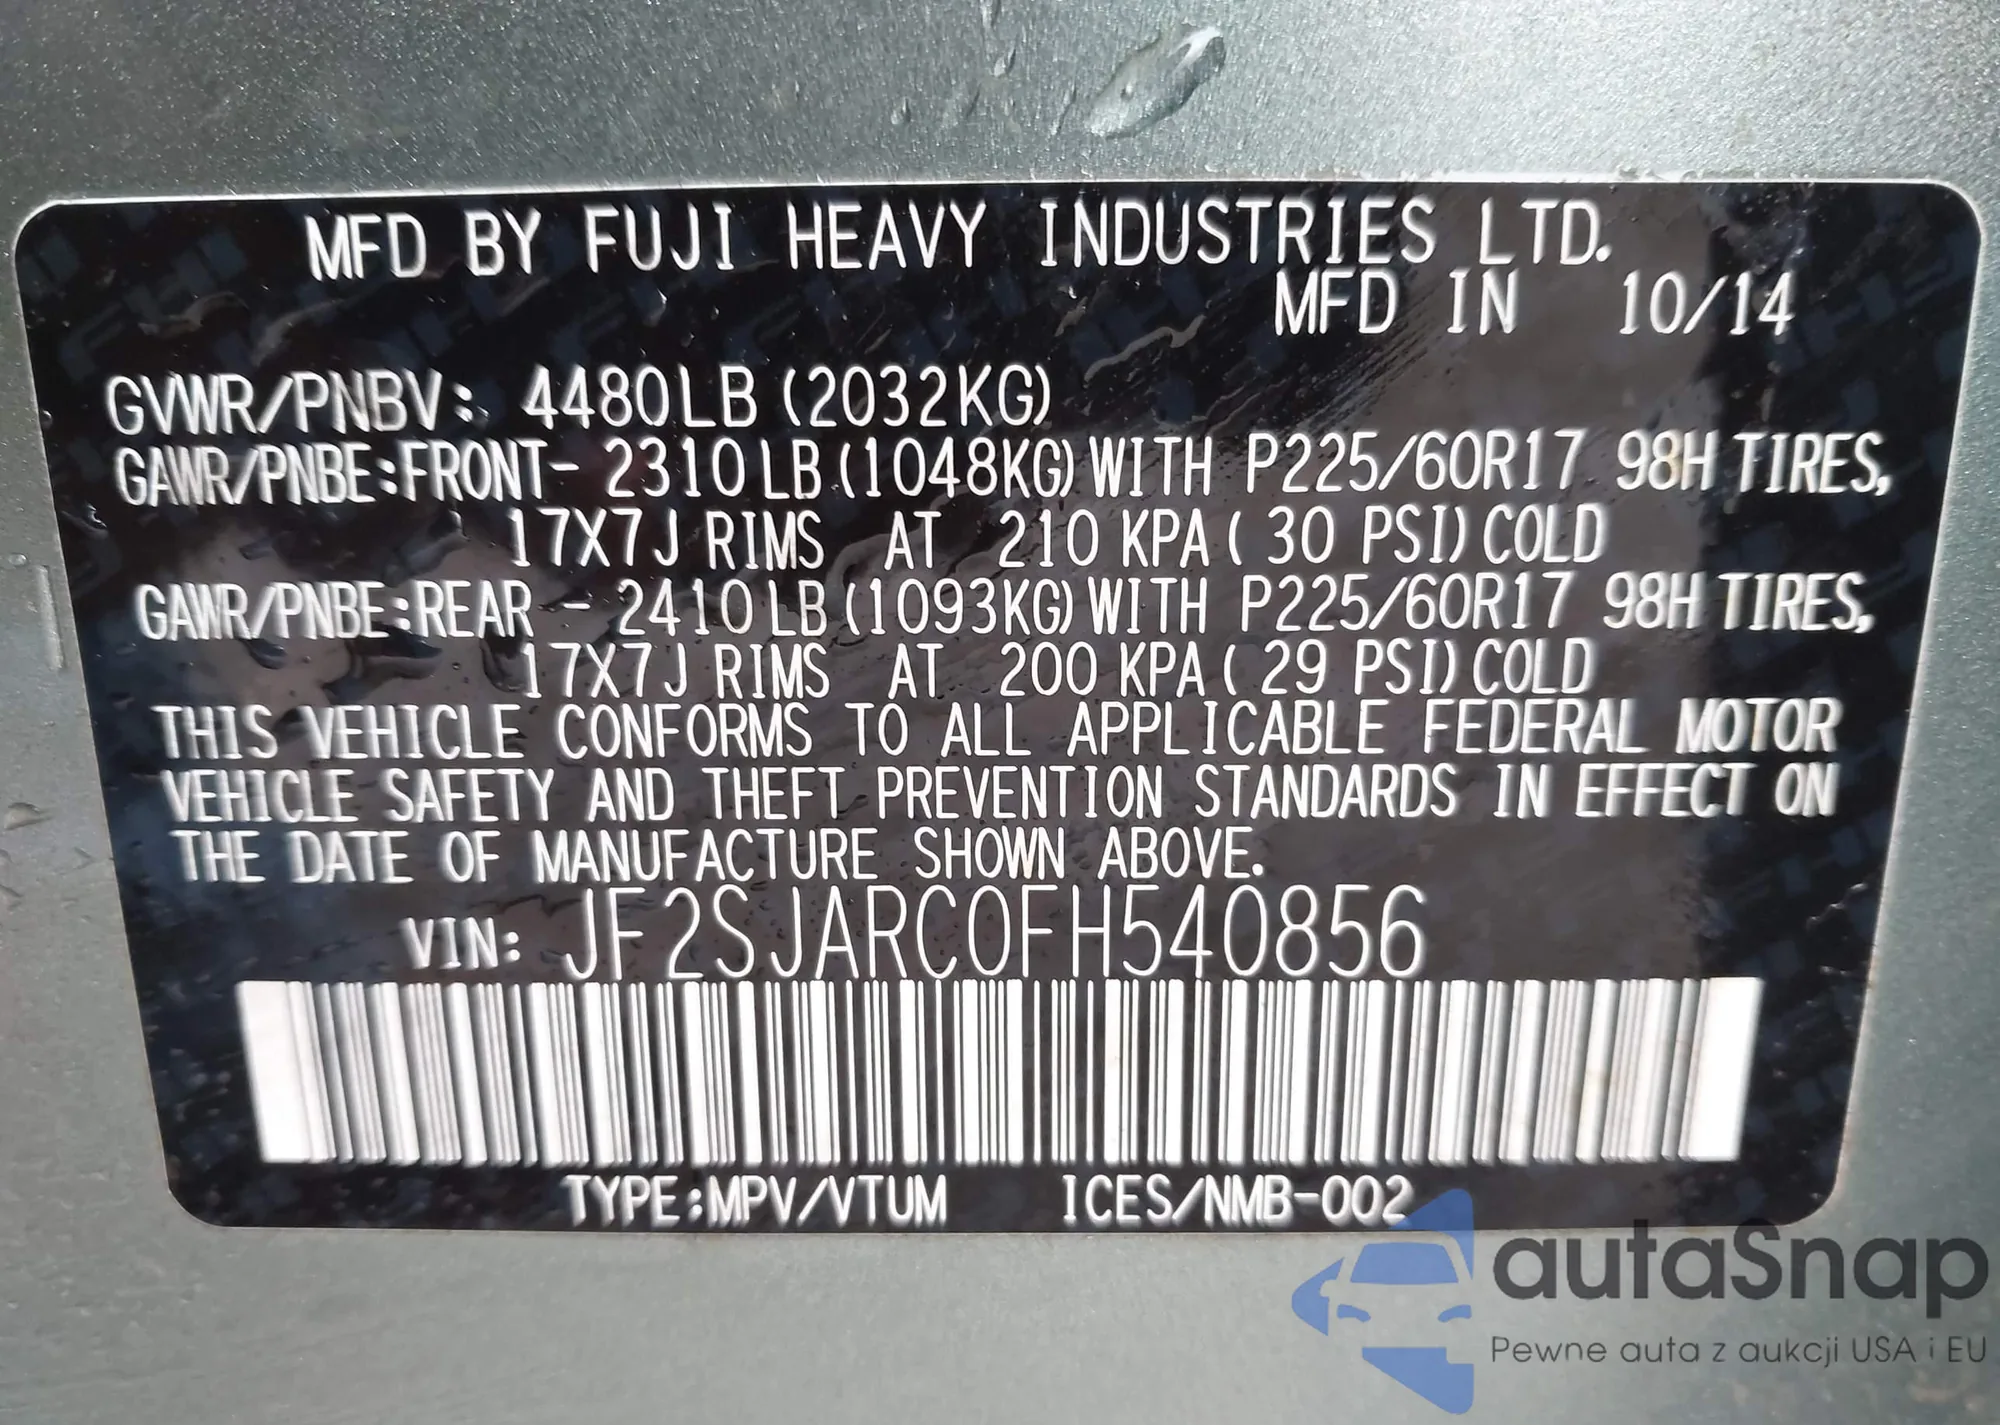 MFD BY FUJI HEAVY INDUSTRIES LTD.
MFD IN 10/14
GVWR/PNBV: 4480LB (2032KG)
GAWR/PNBE:FRONT- 2310LB (1048KG) WITH P225/60R17 98H TIRES,
17X7J RIMS AT 210 KPA ( 30 PSI) COLD
GAWR/PNBE:REAR - 2410LB (1093KG) WITH P225/60R17 98H TIRES,
17X7J RIMS AT 200 KPA ( 29 PSI) COLD
THIS VEHICLE CONFORMS TO ALL APPLICABLE FEDERAL MOTOR
VEHICLE SAFETY AND THEFT PREVENTION STANDARDS IN EFFECT ON
THE DATE OF MANUFACTURE SHOWN ABOVE.
VIN: JF2SJARC0FH540856
TYPE:MPV/VTUM ICES/NMB-002
autaSnap
Pewne auta z aukcji USA i EU